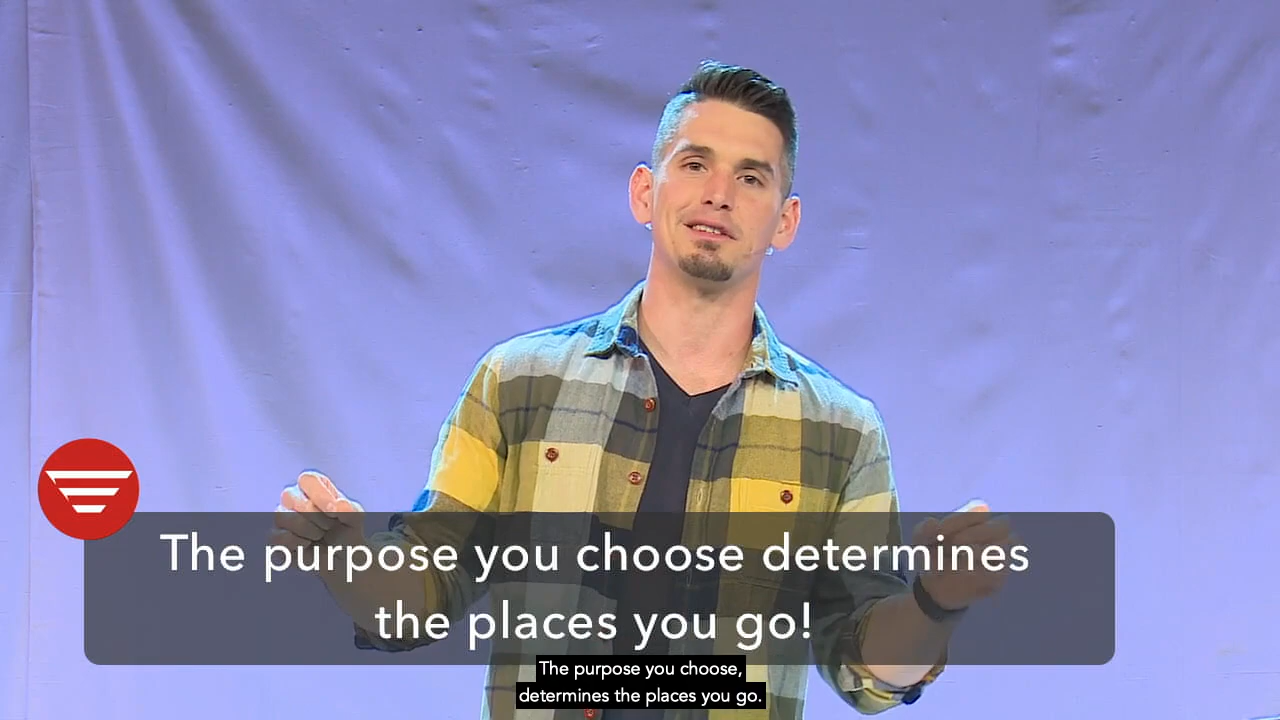 The purpose you choose determines
the places you go!
The purpose you choose,
determines the places you go.